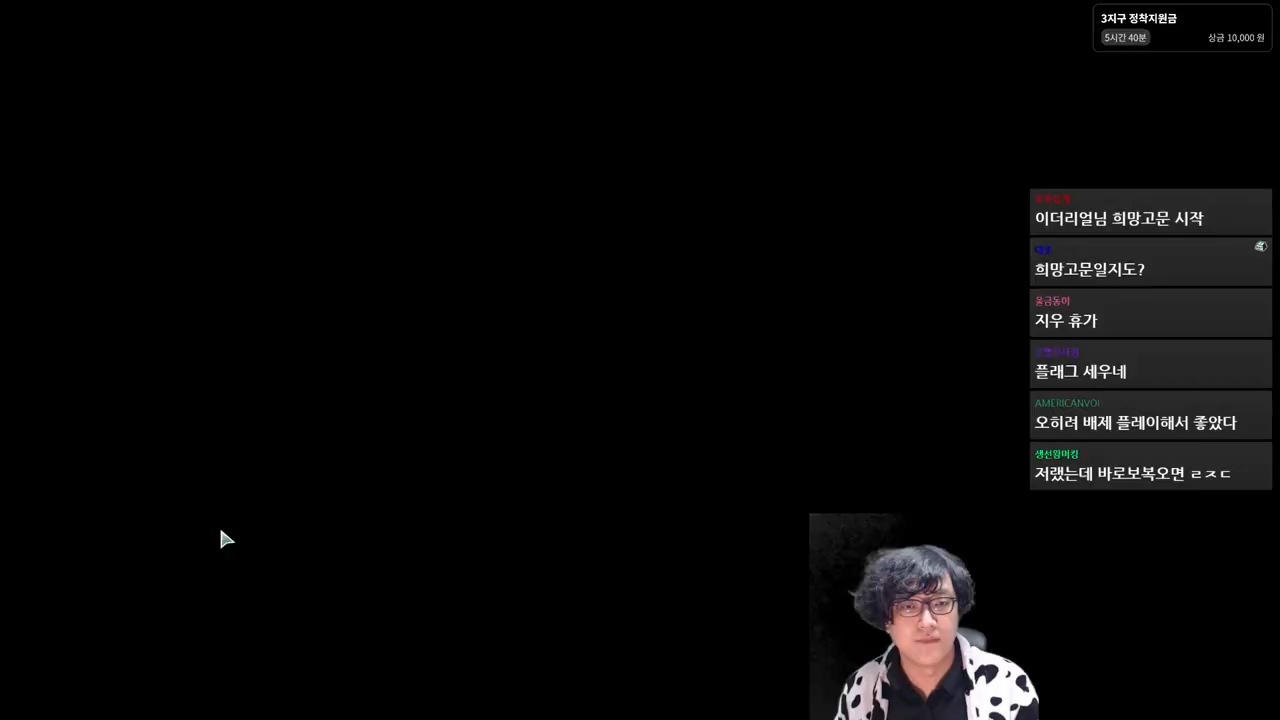 3지구 정착지원금
5시간 40분
상금 10,000 원
이더리얼님 희망고문 시작
희망고문일지도?
울금동이
지우 휴가
플래그 세우네
AMERICANVOI
오히려 배제 플레이해서 좋았다
생선왕미킹
저랬는데 바로보복오면 ㄹㅈㄷ